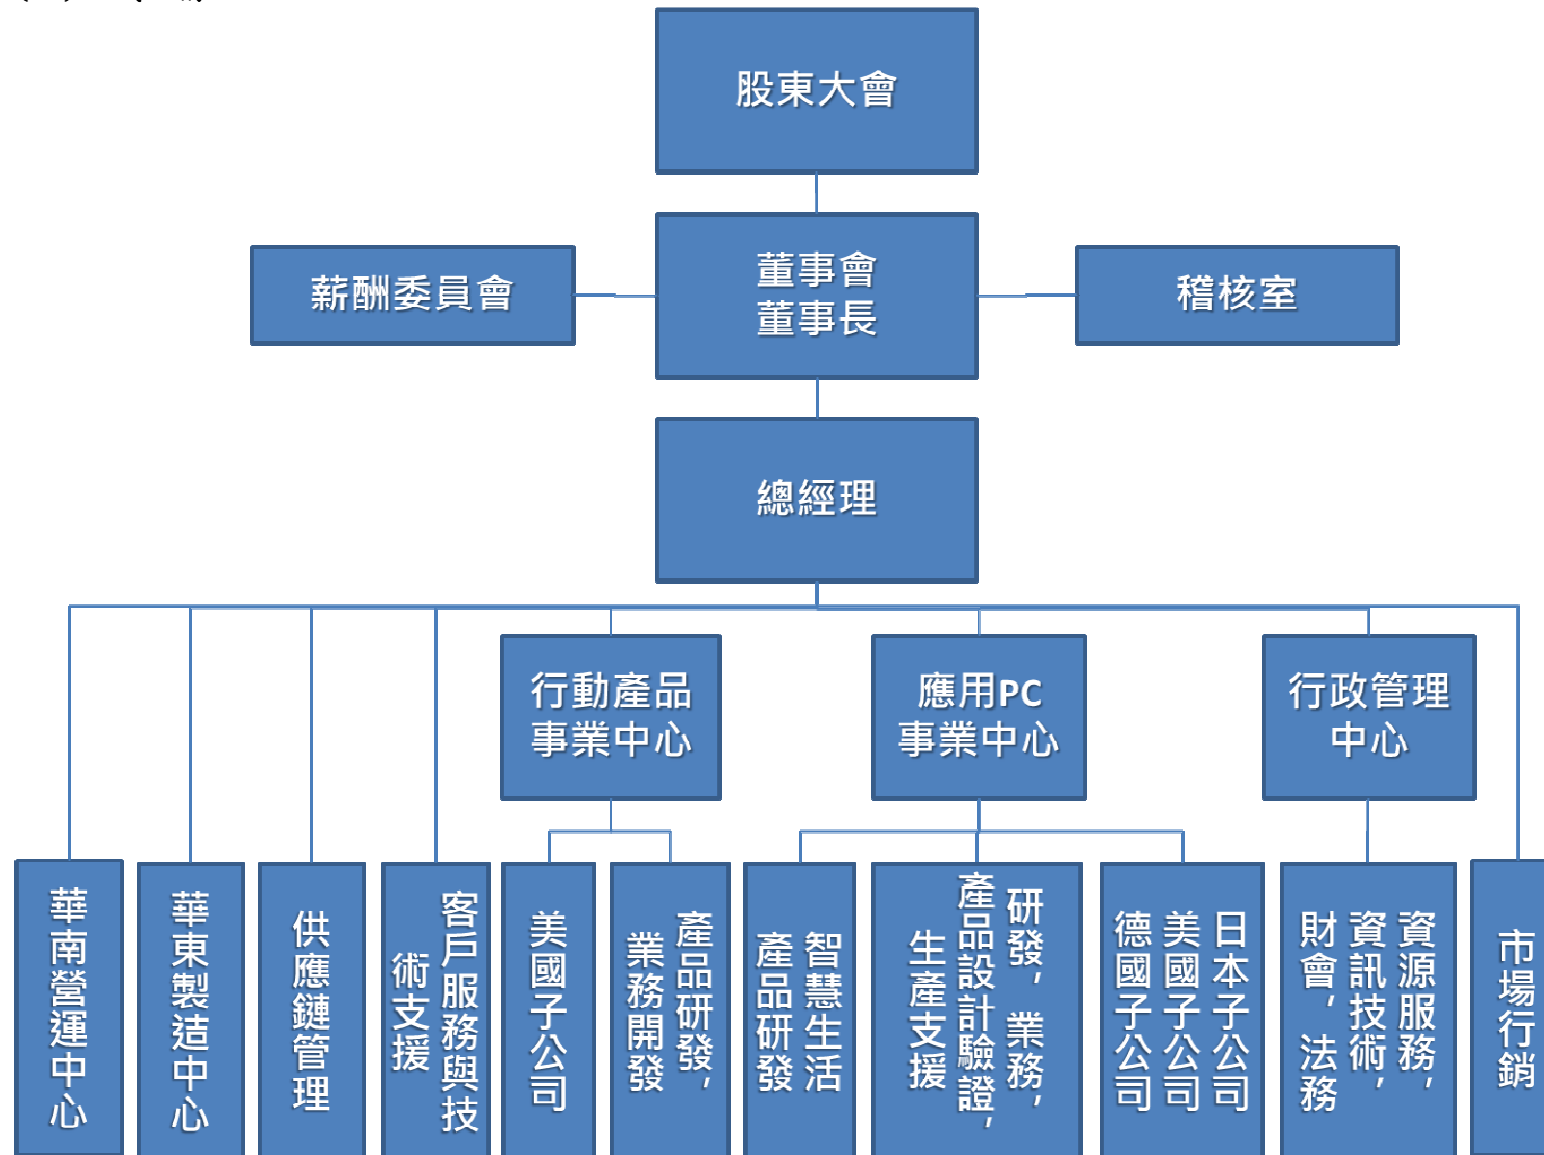 股東大會
董事會
董事長
薪酬委員會
稽核室
總經理
行動產品
事業中心
應用PC
事業中心
行政管理
中心
華南營運中心
華東製造中心
供應鏈管理
客戶服務與技
術支援
美國子公司
產品研發，
業務開發
智慧生活
產品研發
研發，業務，
產品設計驗證，
生產支援
日本子公司
美國子公司
德國子公司
資源服務，
資訊技術，
財會，法務
市場行銷